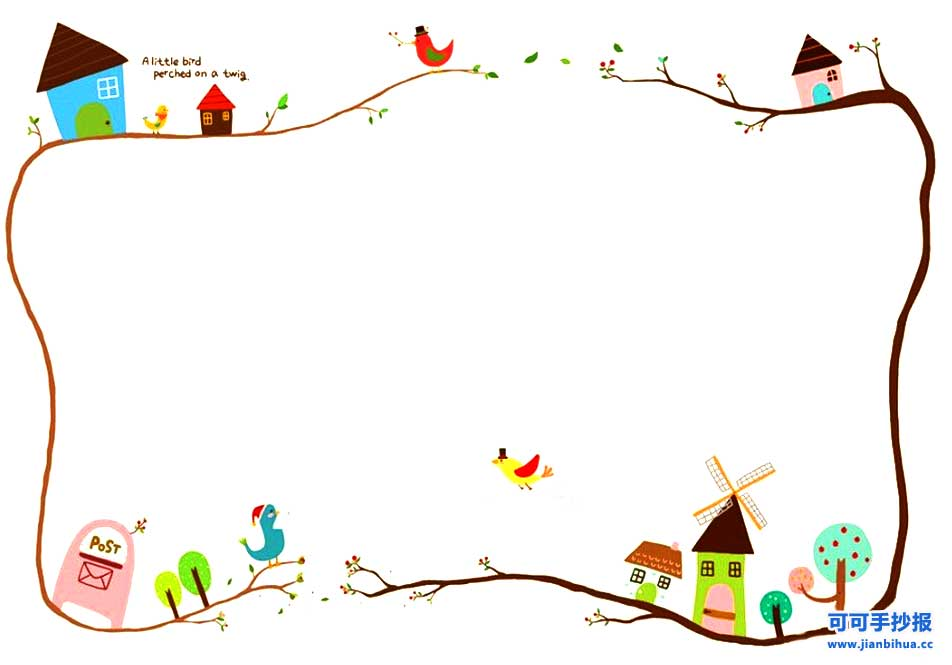 A little bird
perched on a twig.
POST
可可手抄报
www.jianbihua.cc